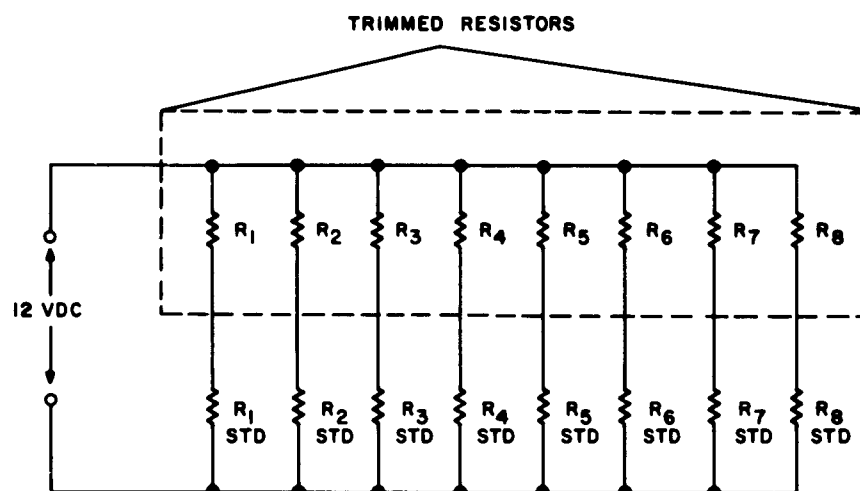 TRIMMED RESISTORS
R1 R2 R3 R4 R5 R6 R7 R8
12 VDC
R1 R2 R3 R4 R5 R6 R7 R8
STD STD STD STD STD STD STD STD